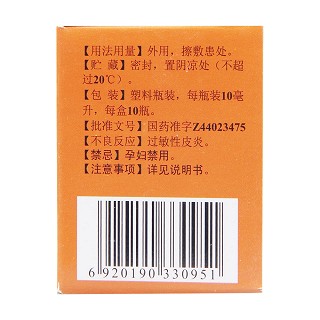 【用法用量】外用，擦敷患处。
【贮 藏】密封，置阴凉处（不超
过20℃）。
【包 装】塑料瓶装，每瓶装10毫
升，每盒10瓶。
【批准文号】国药准字Z44023475
【不良反应】过敏性皮炎。
【禁忌】孕妇禁用。
【注意事项】详见说明书。
6 920190 330951